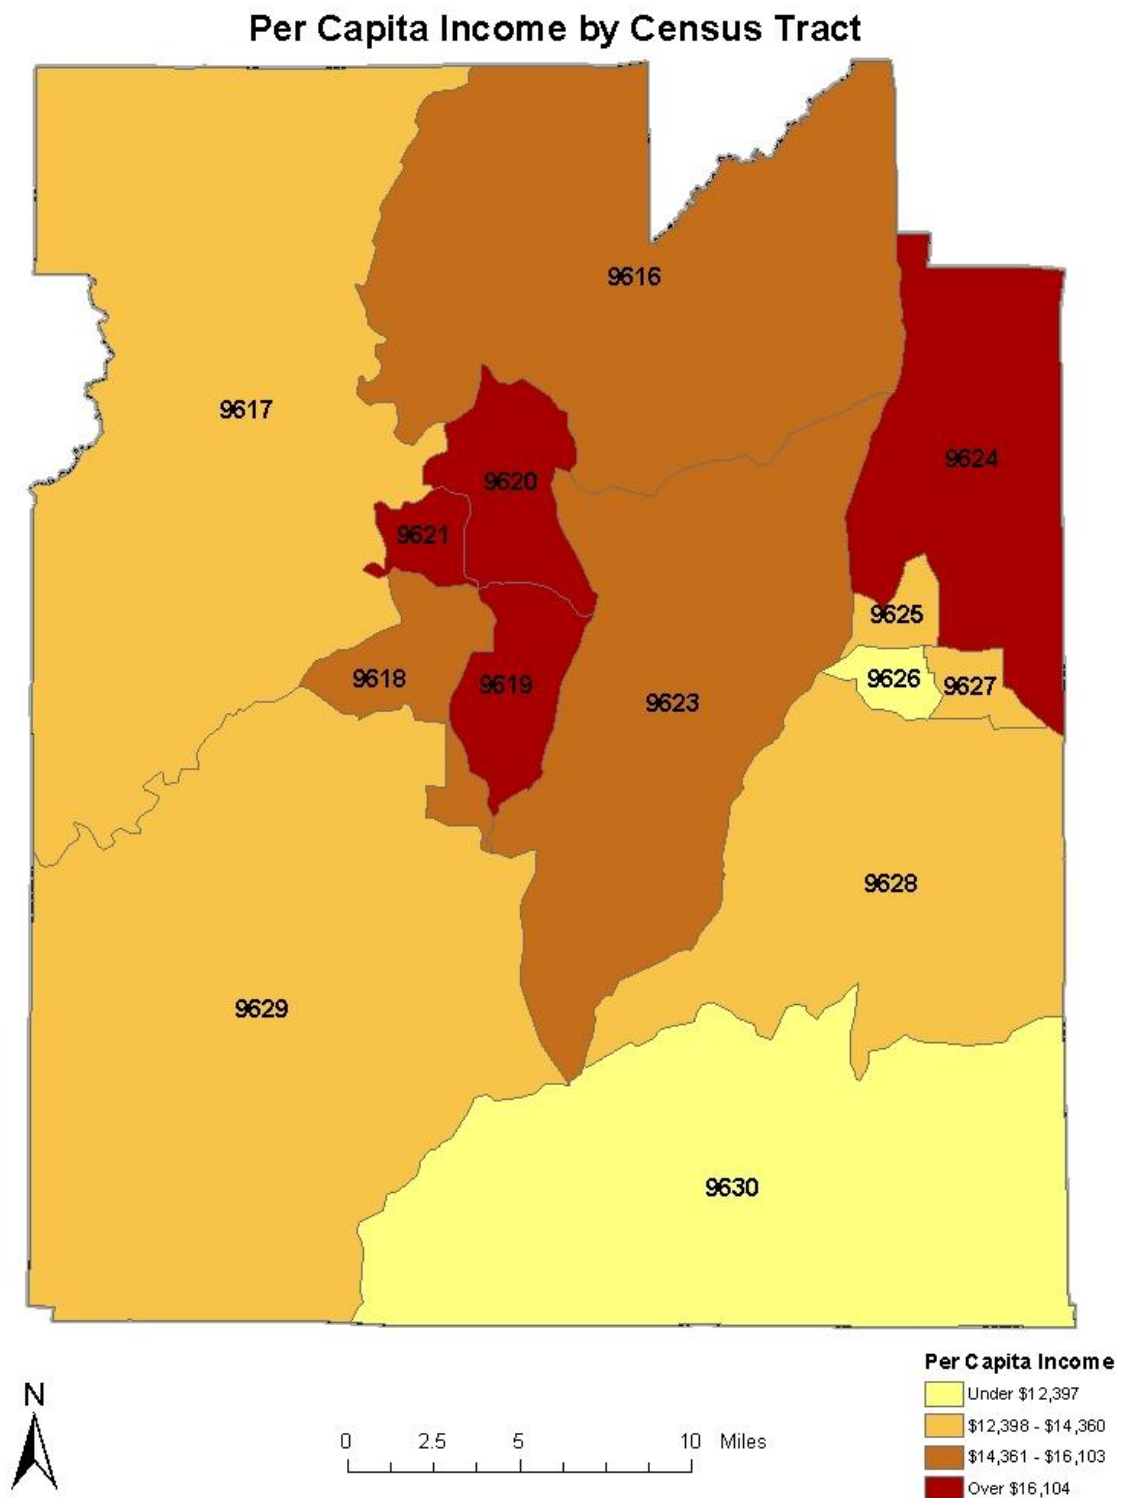 Per Capita Income by Census Tract
9616
9617
9624
9620
9621
9625
9618
9619
9626
9627
9623
9628
9629
9630
Per Capita Income
Under $12,397
$12,398 - $14,360
$14,361 - $16,103
Over $16,104
N
0 2.5 5 10 Miles